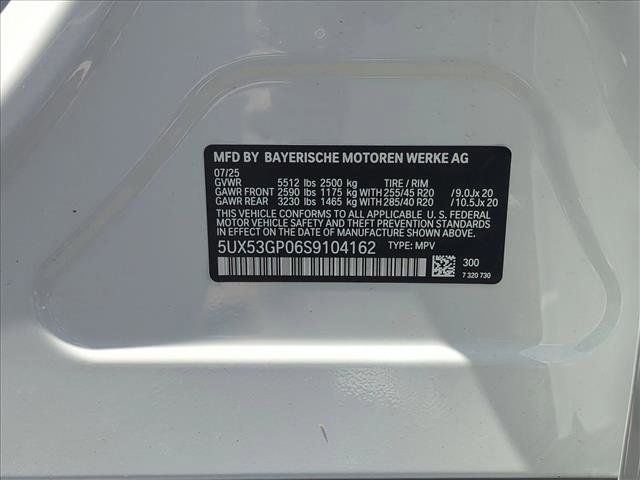 MFD BY BAYERISCHE MOTOREN WERKE AG
07/25
GVWR 5512 lbs 2500 kg TIRE / RIM
GAWR FRONT 2590 lbs 1175 kg WITH 255/45 R20 / 9.0Jx 20
GAWR REAR 3230 lbs 1465 kg WITH 285/40 R20 / 10.5Jx 20
THIS VEHICLE CONFORMS TO ALL APPLICABLE U. S. FEDERAL
MOTOR VEHICLE SAFETY AND THEFT PREVENTION STANDARDS
IN EFFECT ON THE DATE OF MANUFACTURE SHOWN ABOVE.
5UX53GP06S9104162 TYPE: MPV
300
7 320 730